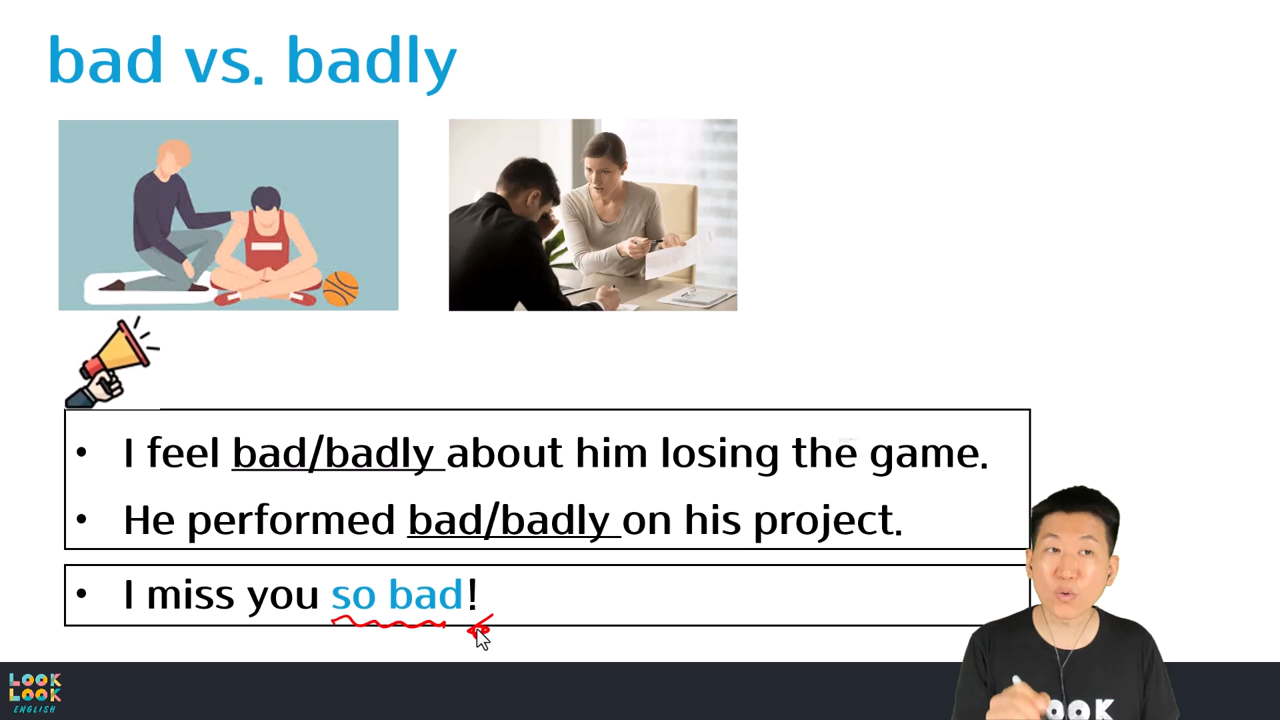 bad vs. badly
• I feel bad/badly about him losing the game.
• He performed bad/badly on his project.
• I miss you so bad!
LOOK
LOOK
ENGLISH
LOOK